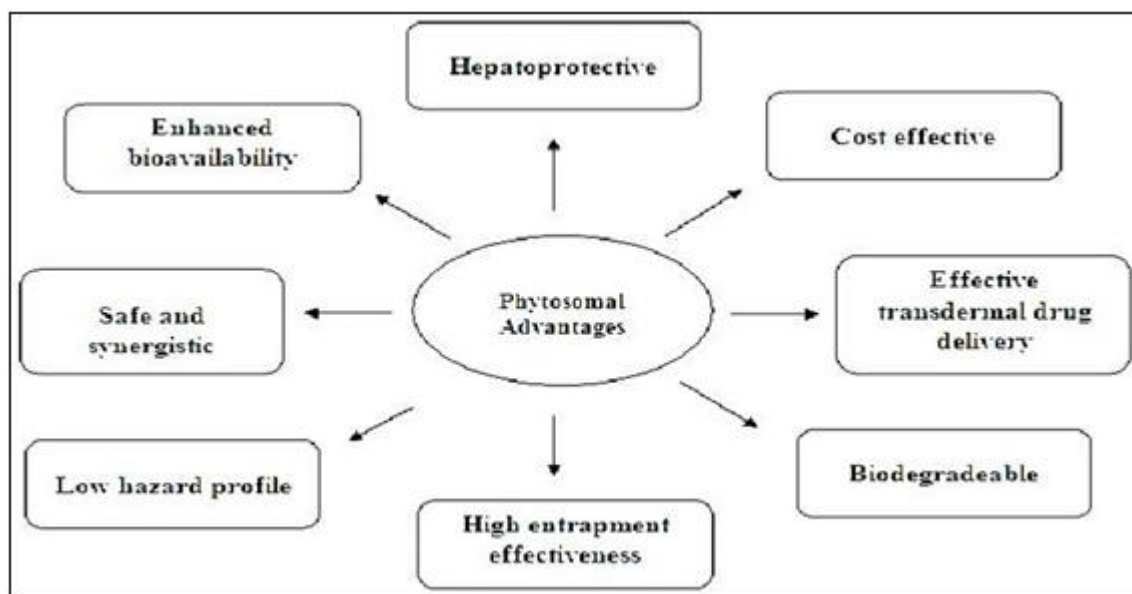 Hepatoprotective
Enhanced
bioavailability
Cost effective
Phytosomal
Advantages
Safe and
synergistic
Effective
transdermal drug
delivery
Low hazard profile
Biodegradeable
High entrapment
effectiveness